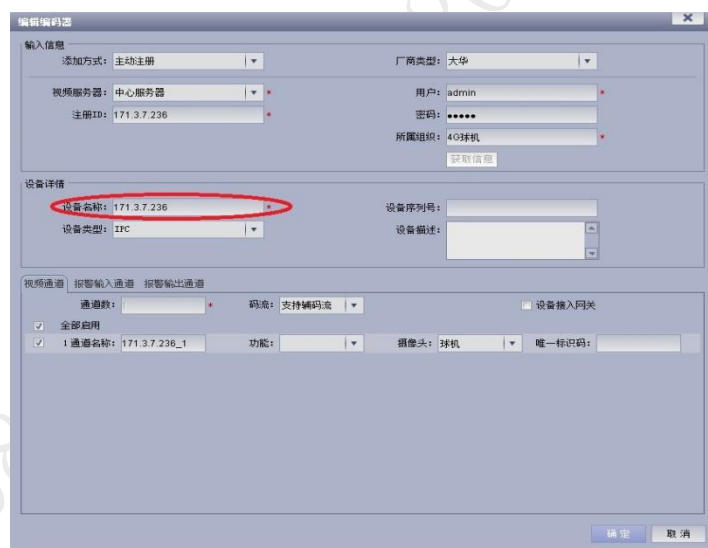 编辑编码器
输入信息
添加方式: 主动注册 厂商类型: 大华
视频服务器: 中心服务器 * 用户: admin *
注册ID: 171.3.7.236 * 密码: •••••
所属组织: 4G球机 *
获取信息
设备详情
设备名称: 171.3.7.236 * 设备序列号:
设备类型: IPC 设备描述:
视频通道 报警输入通道 报警输出通道
通道数: * 码流: 支持辅码流 设备接入网关
全部启用
1 通道名称: 171.3.7.236_1 功能: 摄像头: 球机 唯一标识码:
确定 取消